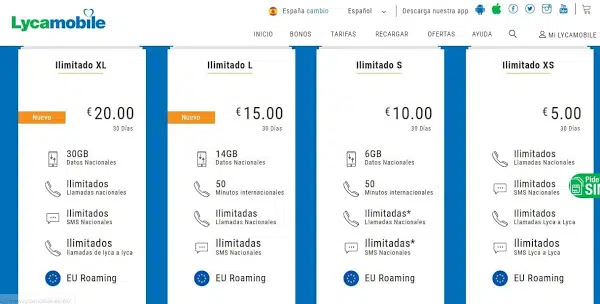 Lycamobile
España cambio
Español
Descarga nuestra app
INICIO
BONOS
TARIFAS
RECARGAR
OFERTAS
AYUDA
MI LYCAMOBILE
Ilimitado XL
Nuevo
€ 20.00
30 Días
30GB
Datos Nacionales
Ilimitados
Llamadas nacionales
Ilimitados
SMS Nacionales
Ilimitados
llamadas de lyca a lyca
EU Roaming
Ilimitado L
Nuevo
€ 15.00
30 Días
14GB
Datos Nacionales
50
Minutos internacionales
Ilimitadas
Llamadas Nacionales
Ilimitadas
SMS Nacionales
EU Roaming
Ilimitado S
€ 10.00
30 Días
6GB
Datos Nacionales
50
Minutos internacionales
Ilimitadas*
Llamadas Nacionales
Ilimitadas*
SMS Nacionales
EU Roaming
Ilimitado XS
€ 5.00
30 Días
Ilimitados
Llamadas Nacionales
Ilimitados
SMS Nacionales
Ilimitados
Llamadas Lyca a Lyca
Ilimitados
SMS Lyca a Lyca
EU Roaming
Pide
SIM